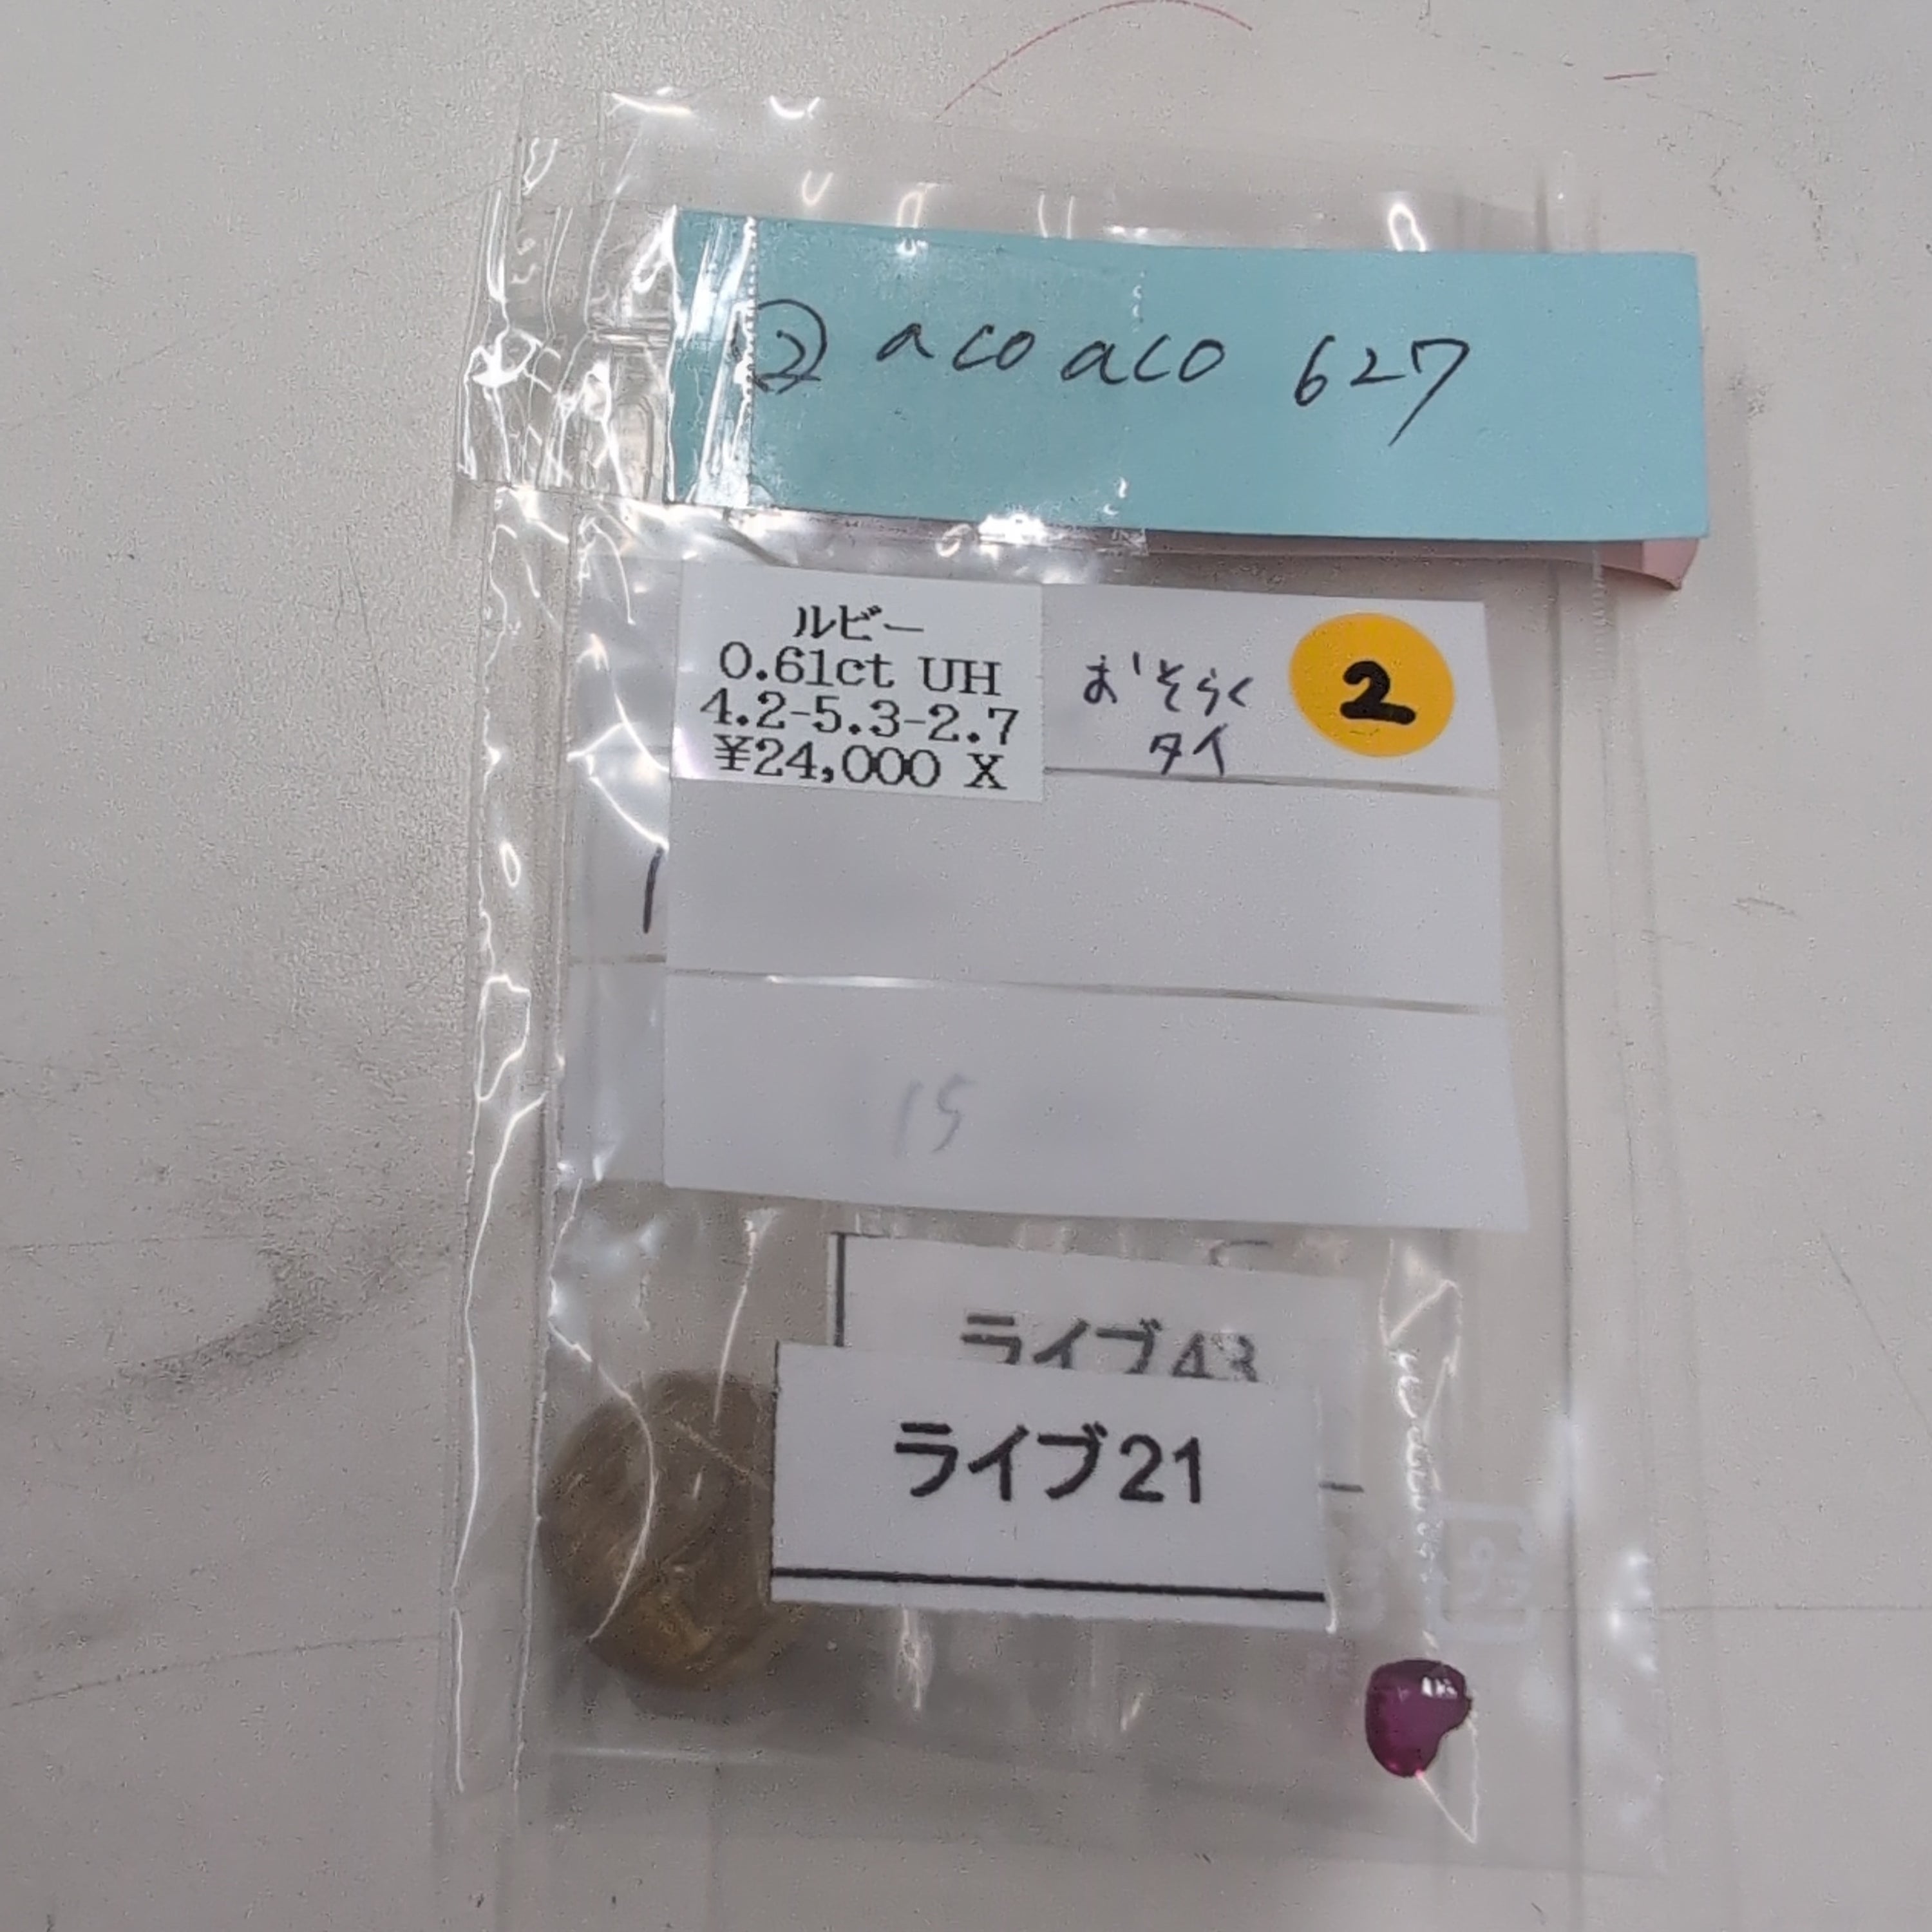 ② acoaco 627
ルビー
0.61ct UH
4.2-5.3-2.7
¥24,000 X
おそらく
タイ
2
1
15
ライブ43
ライブ21